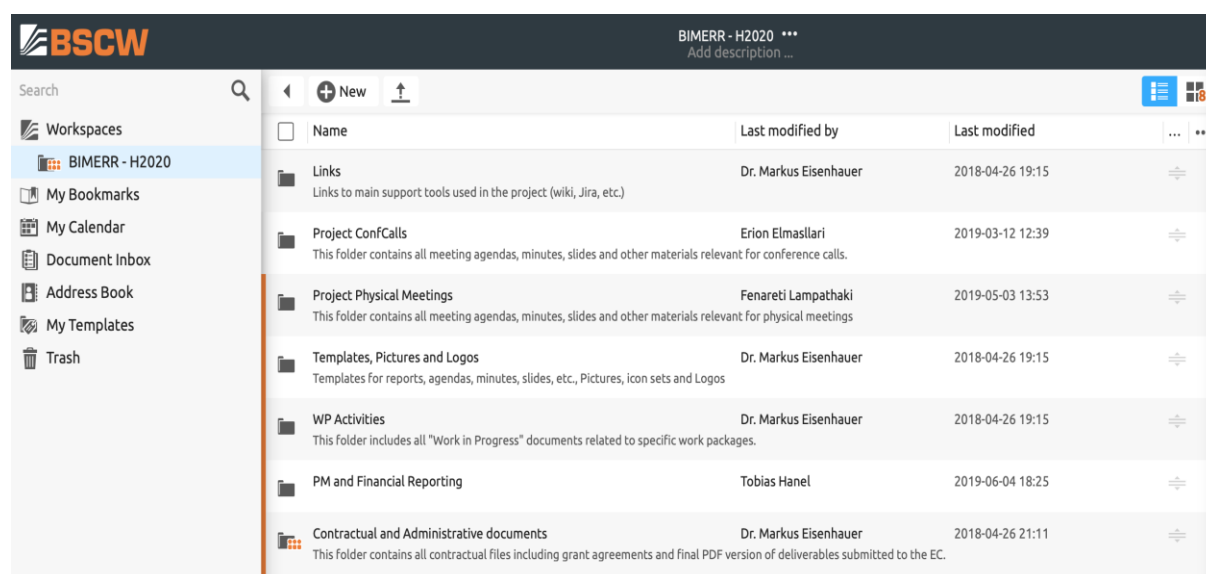 BSCW
BIMERR - H2020 •••
Add description ...
Search
New
8
Workspaces
BIMERR - H2020
My Bookmarks
My Calendar
Document Inbox
Address Book
My Templates
Trash
Name Last modified by Last modified ... ••
Links Dr. Markus Eisenhauer 2018-04-26 19:15
Links to main support tools used in the project (wiki, Jira, etc.)
Project ConfCalls Erion Elmasllari 2019-03-12 12:39
This folder contains all meeting agendas, minutes, slides and other materials relevant for conference calls.
Project Physical Meetings Fenareti Lampathaki 2019-05-03 13:53
This folder contains all meeting agendas, minutes, slides and other materials relevant for physical meetings
Templates, Pictures and Logos Dr. Markus Eisenhauer 2018-04-26 19:15
Templates for reports, agendas, minutes, slides, etc., Pictures, icon sets and Logos
WP Activities Dr. Markus Eisenhauer 2018-04-26 19:15
This folder includes all "Work in Progress" documents related to specific work packages.
PM and Financial Reporting Tobias Hanel 2019-06-04 18:25
Contractual and Administrative documents Dr. Markus Eisenhauer 2018-04-26 21:11
This folder contains all contractual files including grant agreements and final PDF version of deliverables submitted to the EC.